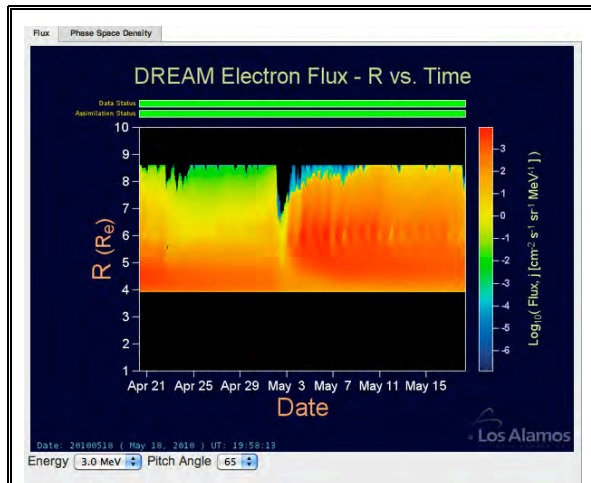 Flux Phase Space Density
DREAM Electron Flux - R vs. Time
Data Status
Assimilation Status
10
9
8
7
6
5
4
3
2
1
R (Re)
Apr 21 Apr 25 Apr 29 May 3 May 7 May 11 May 15
Date
3
2
1
0
-1
-2
-3
-4
-5
-6
Log10( Flux, j [cm-2 s-1 sr-1 MeV-1 ] )
Los Alamos
Date: 20100518 ( May 18, 2010 ) UT: 19:58:13
Energy 3.0 MeV Pitch Angle 65